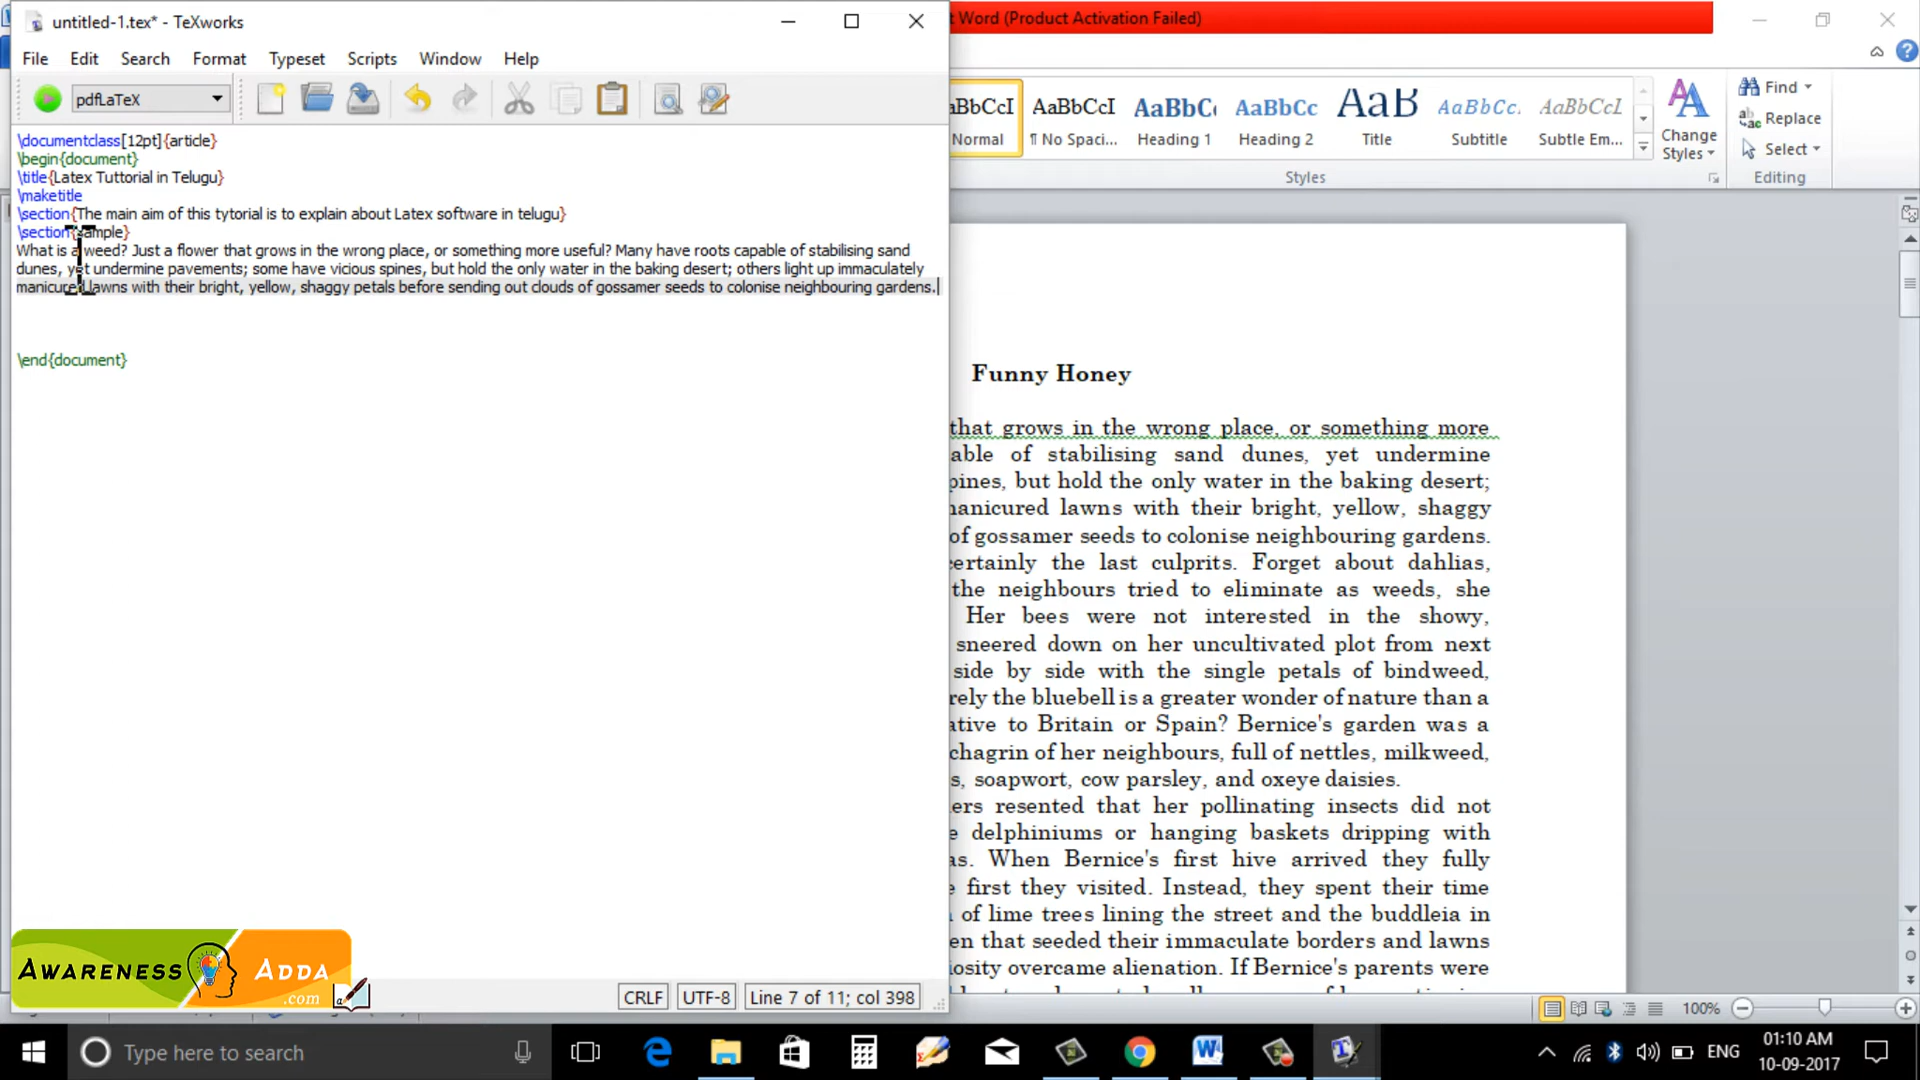 untitled-1.tex* - TeXworks
t Word (Product Activation Failed)
File Edit Search Format Typeset Scripts Window Help
pdfLaTeX
aBbCcI AaBbCcI AaBbC( AaBbCc AaB AaBbCc. AaBbCcL
Normal ¶ No Spaci... Heading 1 Heading 2 Title Subtitle Subtle Em...
Change Styles
Find
Replace
Select
Styles
Editing
\documentclass[12pt]{article}
\begin{document}
\title{Latex Tuttorial in Telugu}
\maketitle
\section{The main aim of this tytorial is to explain about Latex software in telugu}
\section{sample}
What is a weed? Just a flower that grows in the wrong place, or something more useful? Many have roots capable of stabilising sand
dunes, yet undermine pavements; some have vicious spines, but hold the only water in the baking desert; others light up immaculately
manicured lawns with their bright, yellow, shaggy petals before sending out clouds of gossamer seeds to colonise neighbouring gardens.
\end{document}
Funny Honey
that grows in the wrong place, or something more
able of stabilising sand dunes, yet undermine
pines, but hold the only water in the baking desert;
manicured lawns with their bright, yellow, shaggy
of gossamer seeds to colonise neighbouring gardens.
certainly the last culprits. Forget about dahlias,
the neighbours tried to eliminate as weeds, she
Her bees were not interested in the showy,
sneered down on her uncultivated plot from next
side by side with the single petals of bindweed,
rely the bluebell is a greater wonder of nature than a
ative to Britain or Spain? Bernice's garden was a
chagrin of her neighbours, full of nettles, milkweed,
s, soapwort, cow parsley, and oxeye daisies.
ers resented that her pollinating insects did not
e delphiniums or hanging baskets dripping with
as. When Bernice's first hive arrived they fully
e first they visited. Instead, they spent their time
of lime trees lining the street and the buddleia in
en that seeded their immaculate borders and lawns
iosity overcame alienation. If Bernice's parents were
AWARENESS ADDA
.com
CRLF UTF-8 Line 7 of 11; col 398
100%
Type here to search
ENG
01:10 AM
10-09-2017